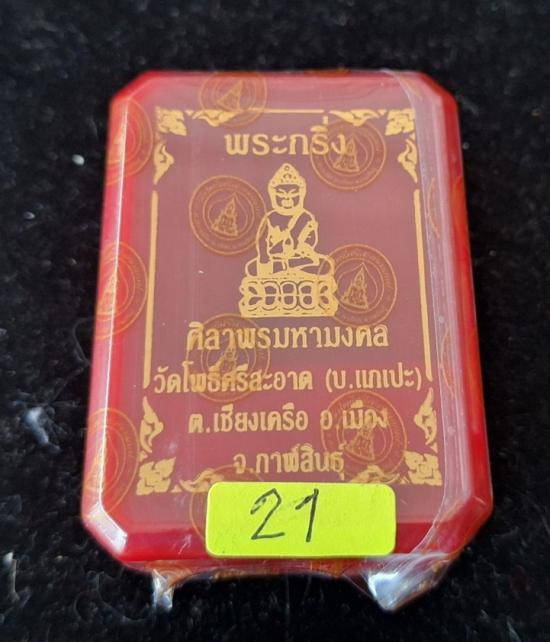 พระกริ่ง
ศิลาพรมหามงคล
วัดโพธิ์ศรีสะอาด (บ.แกเปะ)
ต.เชียงเครือ อ.เมือง
จ.กาฬสินธุ์
21